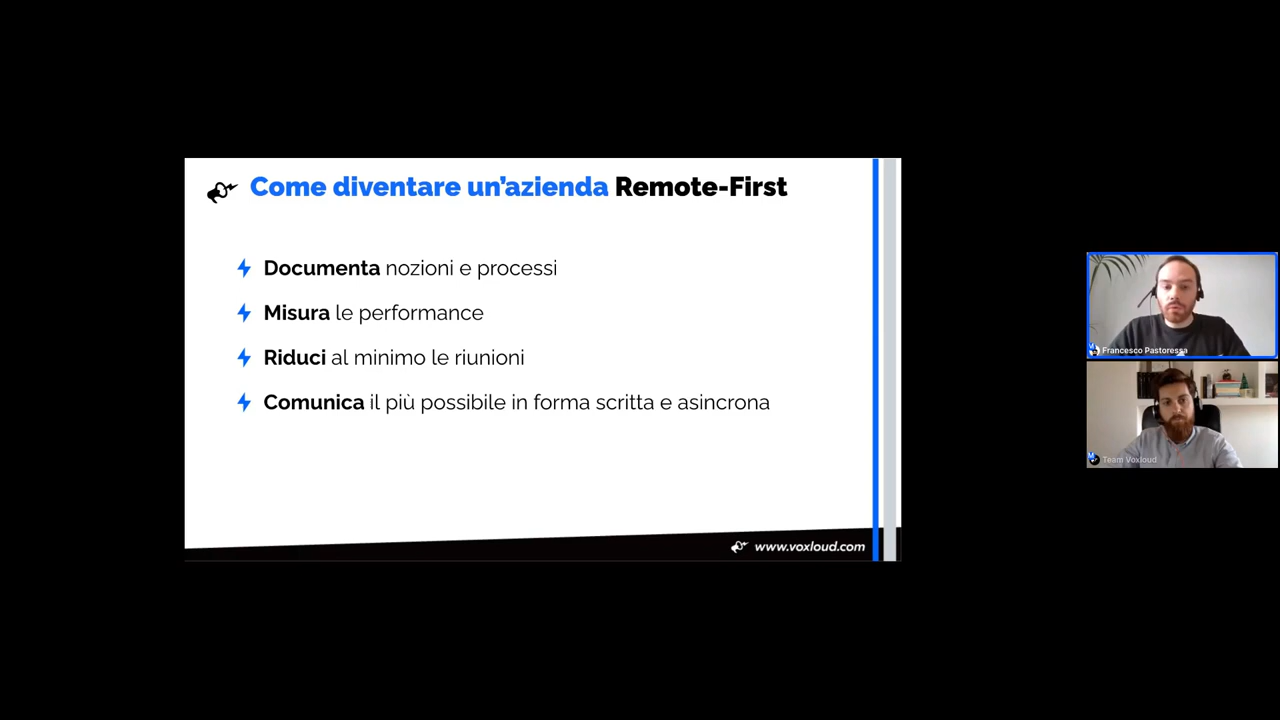 Come diventare un'azienda Remote-First
Documenta nozioni e processi
Misura le performance
Riduci al minimo le riunioni
Comunica il più possibile in forma scritta e asincrona
www.voxloud.com
Francesco Pastoressa
Team Voxloud